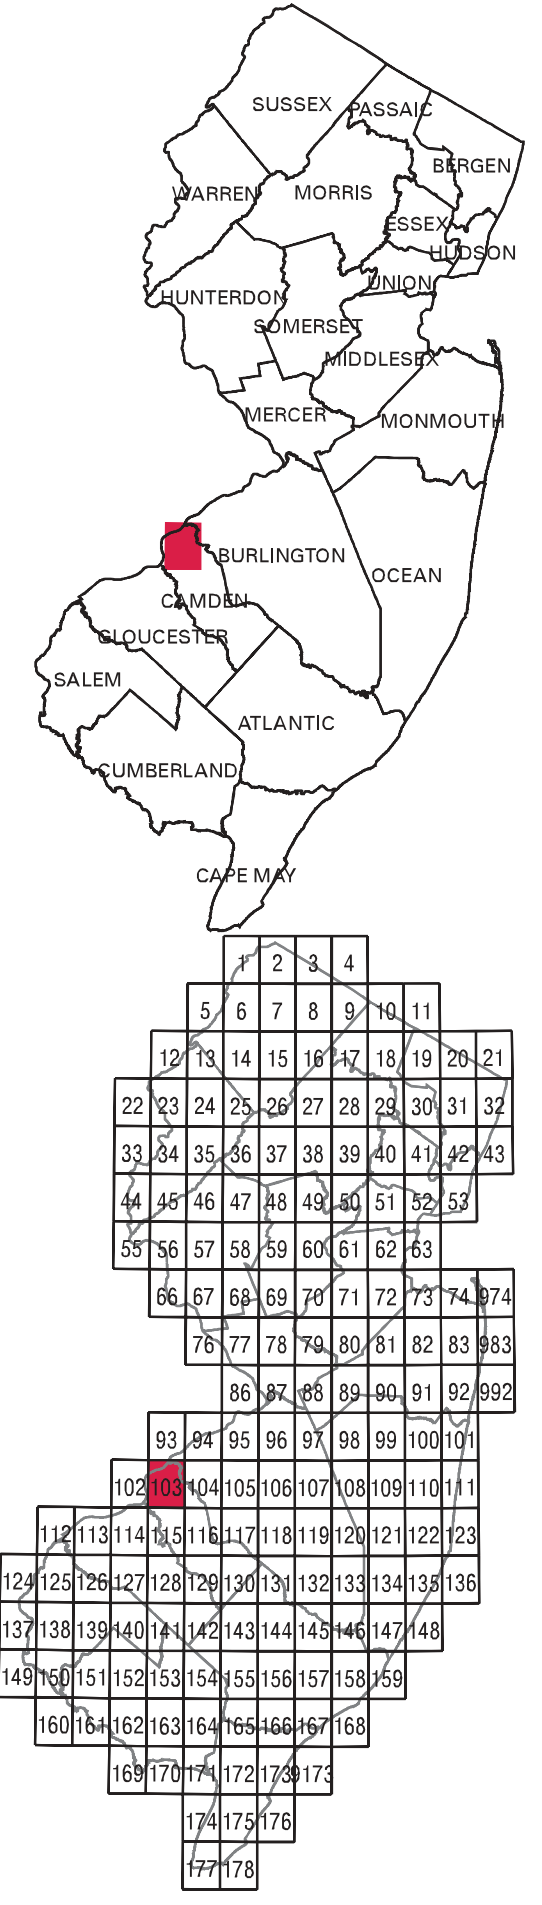 SUSSEX
PASSAIC
BERGEN
WARREN
MORRIS
ESSEX
HUDSON
UNION
HUNTERDON
SOMERSET
MIDDLESEX
MERCER
MONMOUTH
BURLINGTON
OCEAN
CAMDEN
GLOUCESTER
SALEM
ATLANTIC
CUMBERLAND
CAPE MAY
1 2 3 4
5 6 7 8 9 10 11
12 13 14 15 16 17 18 19 20 21
22 23 24 25 26 27 28 29 30 31 32
33 34 35 36 37 38 39 40 41 42 43
44 45 46 47 48 49 50 51 52 53
55 56 57 58 59 60 61 62 63
66 67 68 69 70 71 72 73 74 974
76 77 78 79 80 81 82 83 983
86 87 88 89 90 91 92 992
93 94 95 96 97 98 99 100 101
102 103 104 105 106 107 108 109 110 111
112 113 114 115 116 117 118 119 120 121 122 123
124 125 126 127 128 129 130 131 132 133 134 135 136
137 138 139 140 141 142 143 144 145 146 147 148
149 150 151 152 153 154 155 156 157 158 159
160 161 162 163 164 165 166 167 168
169 170 171 172 173 9173
174 175 176
177 178